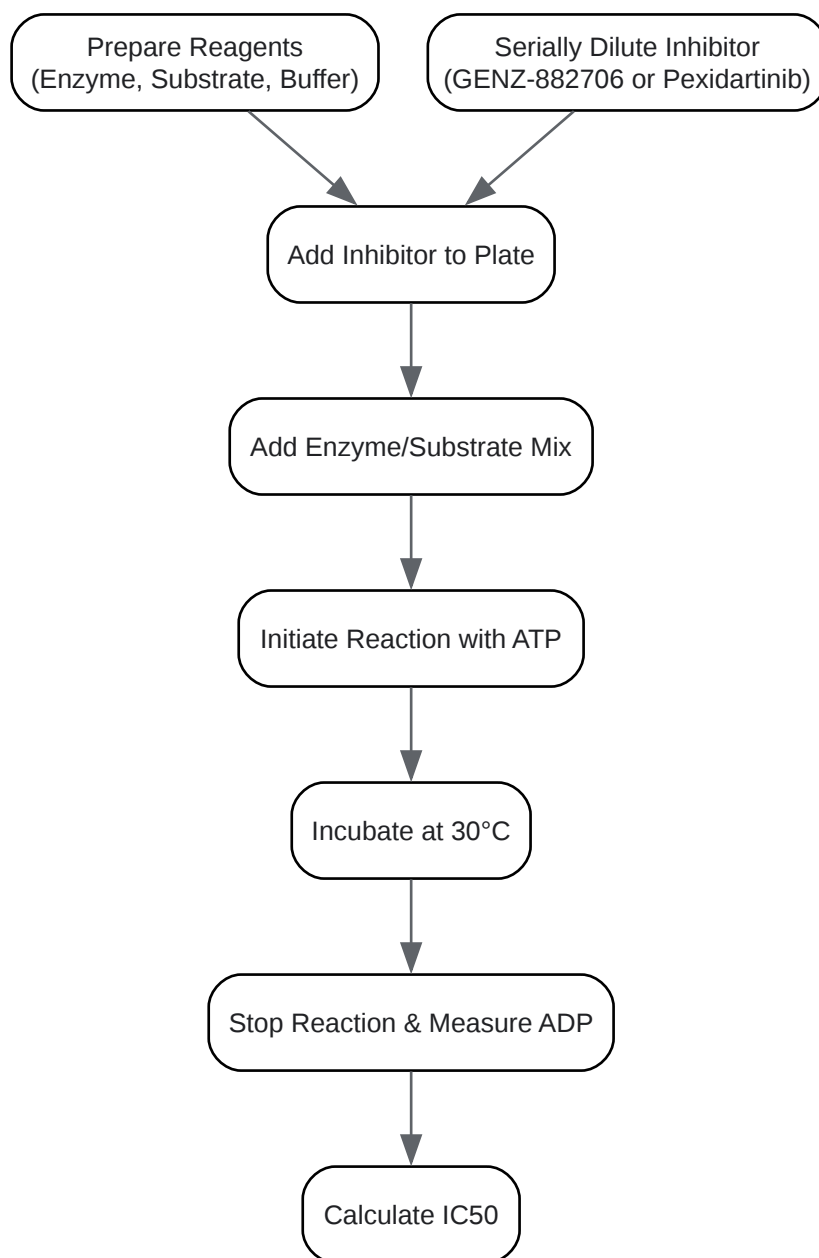 Prepare Reagents
(Enzyme, Substrate, Buffer)
Serially Dilute Inhibitor
(GENZ-882706 or Pexidartinib)
Add Inhibitor to Plate
Add Enzyme/Substrate Mix
Initiate Reaction with ATP
Incubate at 30°C
Stop Reaction & Measure ADP
Calculate IC50